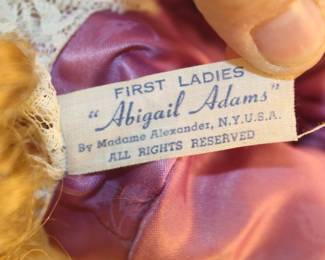 FIRST LADIES
"Abigail Adams"
By Madame Alexander, N.Y. U.S.A.
ALL RIGHTS RESERVED